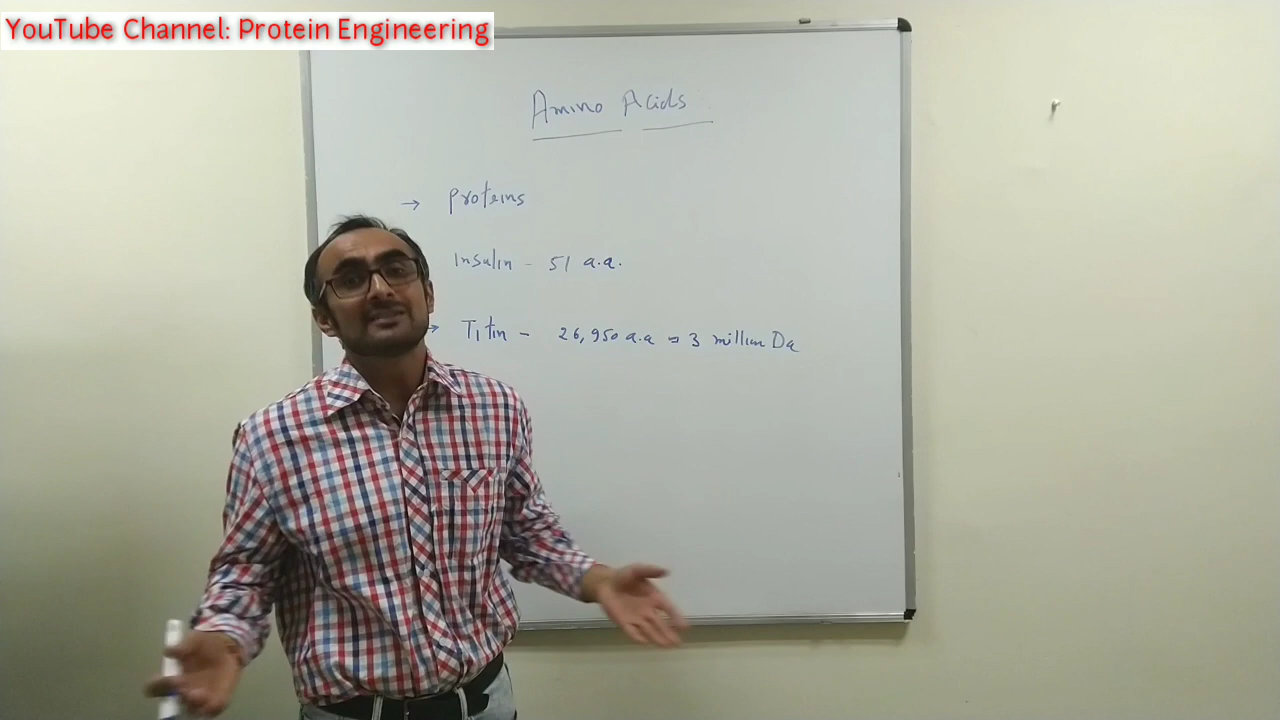 YouTube Channel: Protein Engineering
Amino Acids
→ Proteins
Insulin - 51 a.a.
→ Titin - 26,950 a.a ⇒ 3 million Da